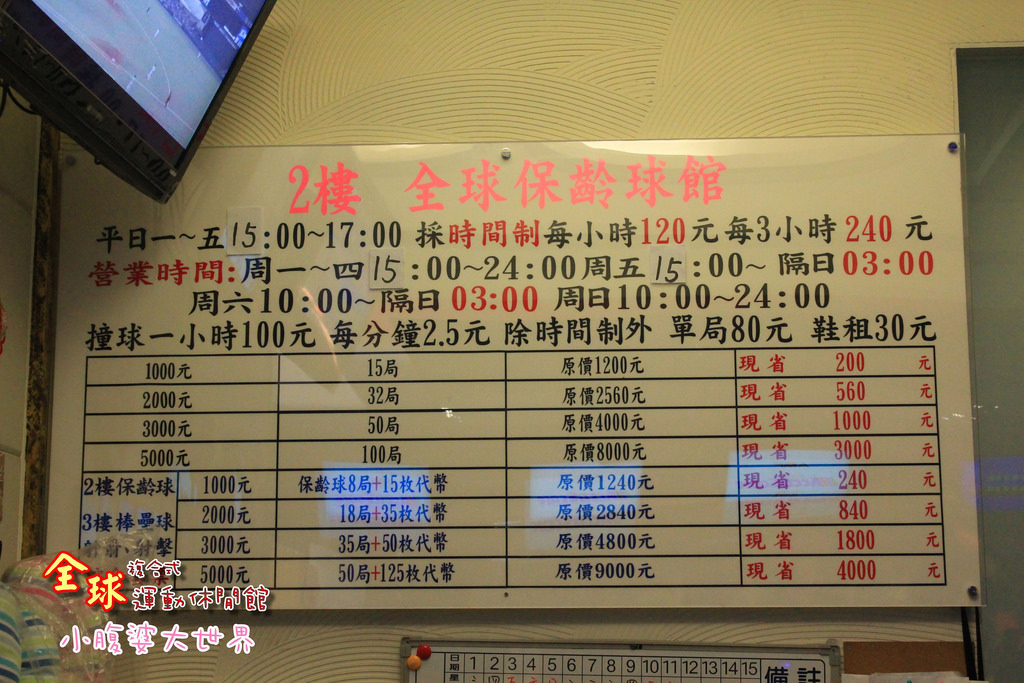 2樓 全球保齡球館
平日一~五15:00~17:00 採時間制每小時120元每3小時240元
營業時間:周一~四15:00~24:00周五15:00~隔日03:00
周六10:00~隔日03:00 周日10:00~24:00
撞球一小時100元 每分鐘2.5元 除時間制外 單局80元 鞋租30元
1000元 15局 原價1200元 現省 200 元
2000元 32局 原價2560元 現省 560 元
3000元 50局 原價4000元 現省 1000 元
5000元 100局 原價8000元 現省 3000 元
2樓保齡球 1000元 保齡球8局+15枚代幣 原價1240元 現省 240 元
3樓棒壘球 2000元 18局+35枚代幣 原價2840元 現省 840 元
射擊 3000元 35局+50枚代幣 原價4800元 現省 1800 元
5000元 50局+125枚代幣 原價9000元 現省 4000 元
全球複合式運動休閒館
小腹婆大世界
日期 1 2 3 4 5 6 7 8 9 10 11 12 13 14 15 備註